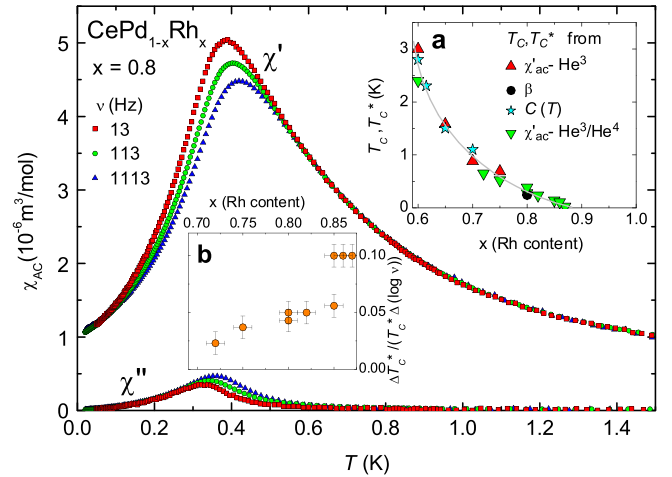 CePd1-xRhx
x = 0.8
ν (Hz)
13
113
1113
χ'
χ"
χAC(10-6m3/mol)
5
4
3
2
1
0
0.0
0.2
0.4
0.6
0.8
1.0
1.2
1.4
T (K)
a
TC,TC* from
χ'ac- He3
β
C (T)
χ'ac- He3/He4
TC,TC* (K)
3
2
1
0
0.6
0.7
0.8
0.9
1.0
x (Rh content)
b
x (Rh content)
0.70
0.75
0.80
0.85
0.10
0.05
0.00
ΔTC*/(TC* Δ(log ν)